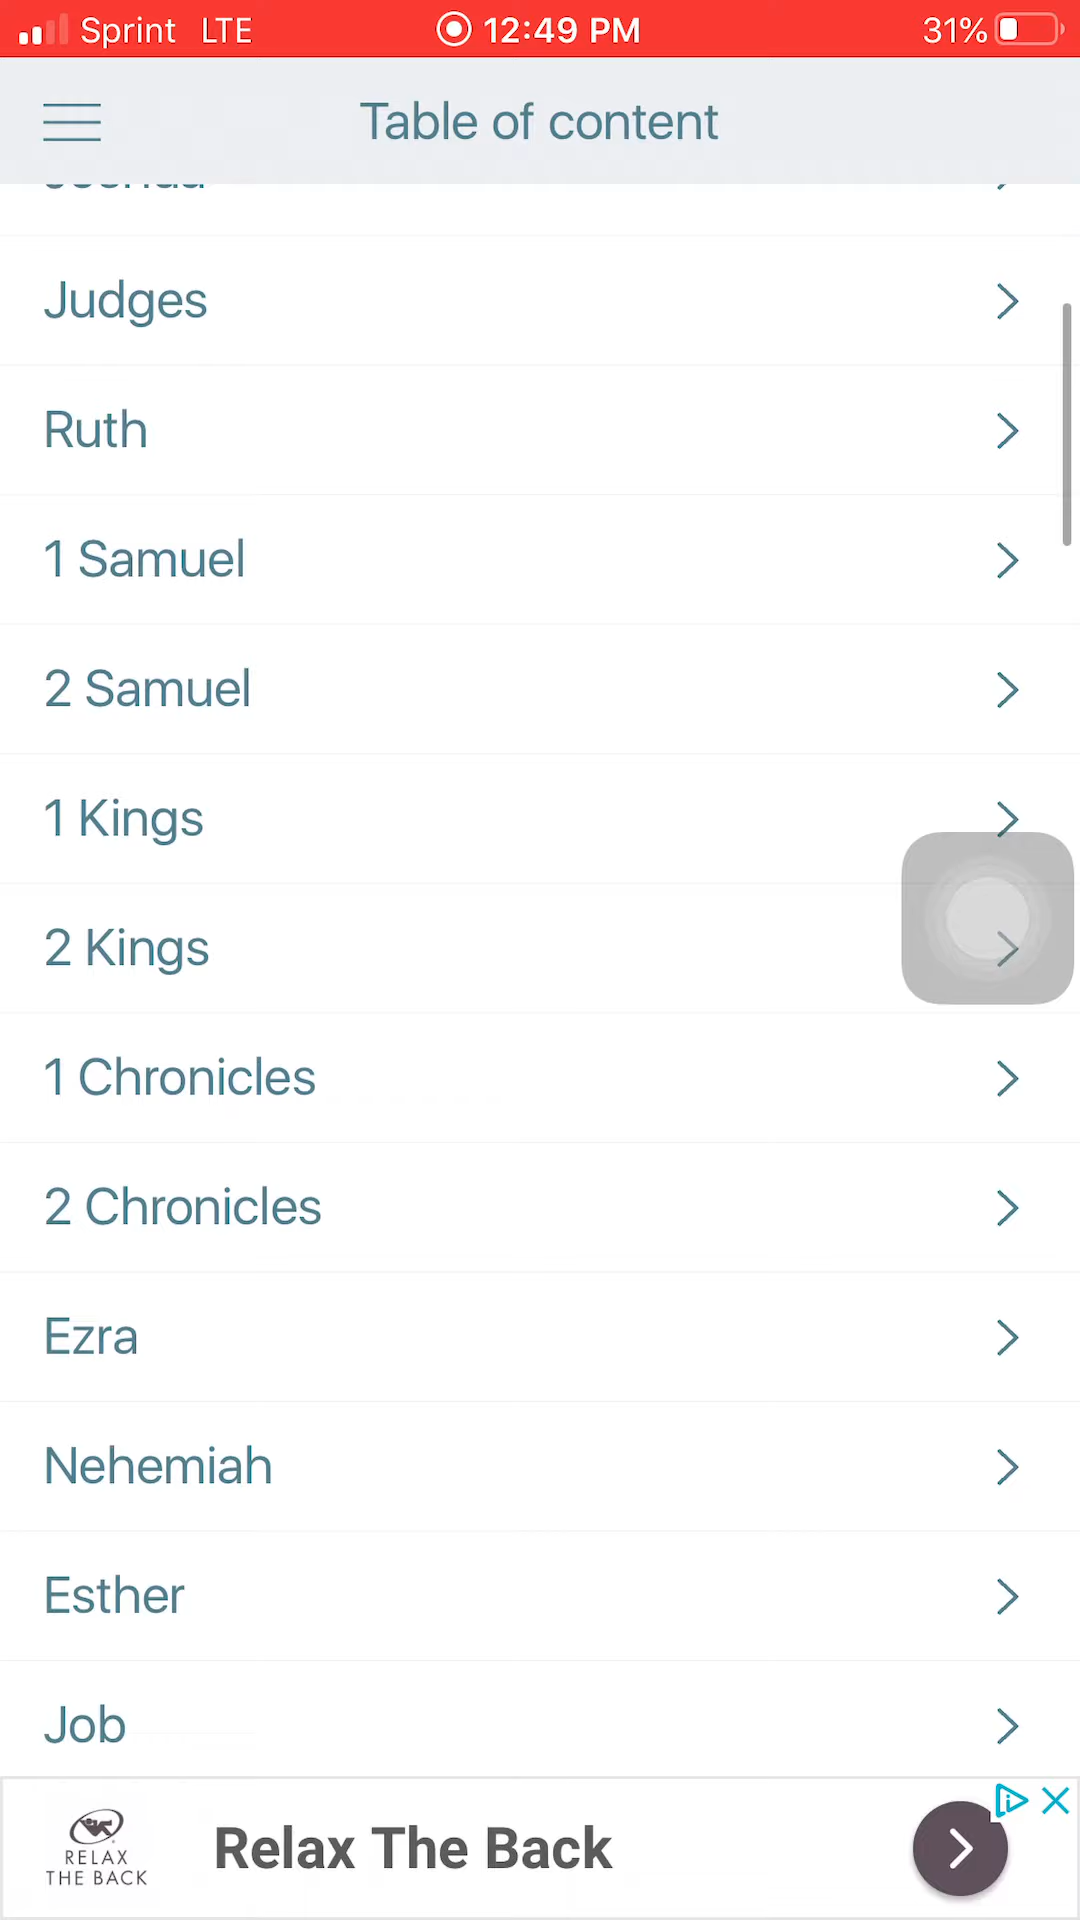 Sprint LTE 12:49 PM 31%
Table of content
Judges
Ruth
1 Samuel
2 Samuel
1 Kings
2 Kings
1 Chronicles
2 Chronicles
Ezra
Nehemiah
Esther
Job
RELAX
THE BACK
Relax The Back